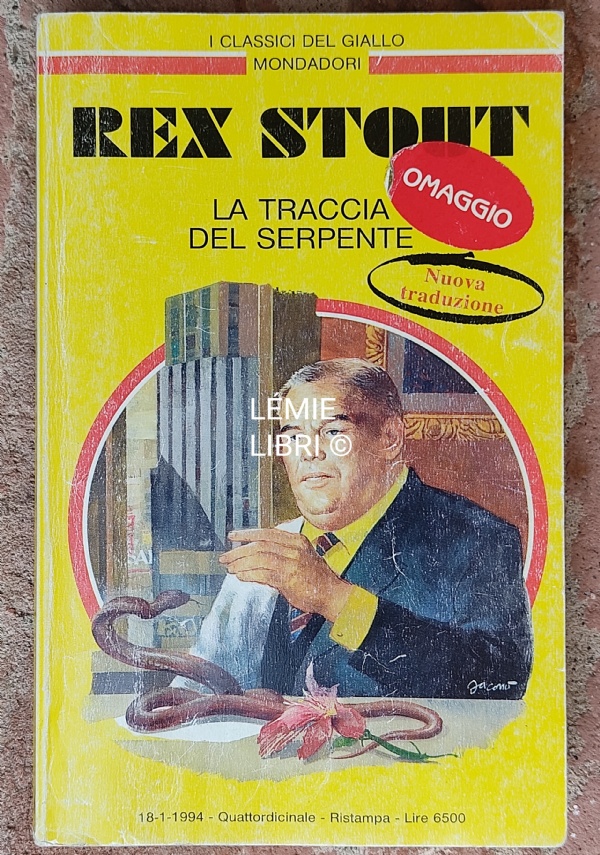 I CLASSICI DEL GIALLO
MONDADORI
REX STOUT
OMAGGIO
LA TRACCIA
DEL SERPENTE
Nuova
traduzione
LÉMIE
LIBRI ©
Jacono
18-1-1994 - Quattordicinale - Ristampa - Lire 6500